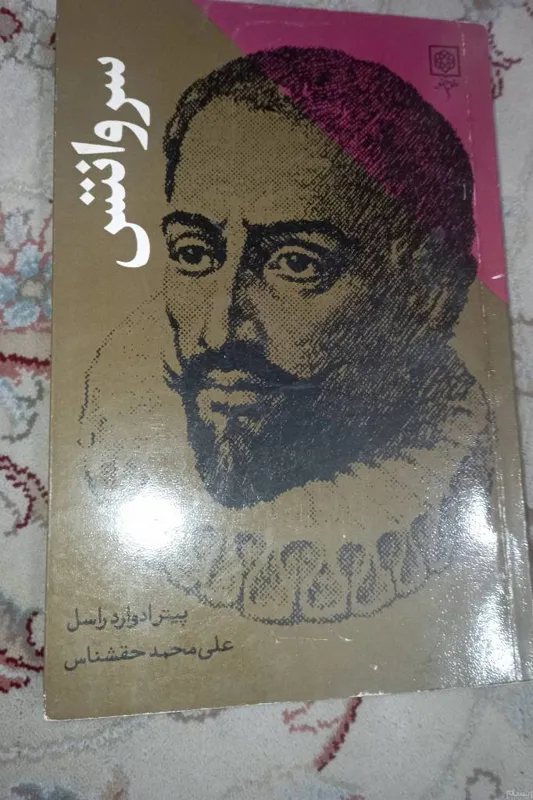 سروانتس
پیتر ادوارد راسل
علی محمد حقشناس